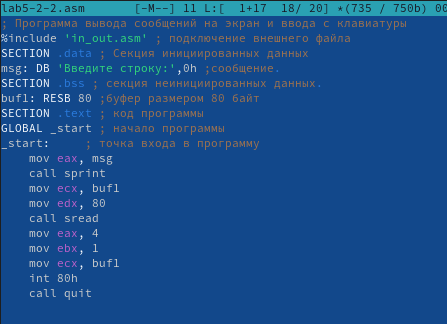 lab5-2-2.asm [-M--] 11 L:[ 1+17 18/ 20] *(735 / 750b) 00
; Программа вывода сообщений на экран и ввода с клавиатуры
%include 'in_out.asm' ; подключение внешнего файла
SECTION .data ; Секция инициированных данных
msg: DB 'Введите строку:',0h ;сообщение.
SECTION .bss ; секция неинициированных данных.
buf1: RESB 80 ;буфер размером 80 байт
SECTION .text ; код программы
GLOBAL _start ; начало программы
_start: ; точка входа в программу
mov eax, msg
call sprint
mov ecx, buf1
mov edx, 80
call sread
mov eax, 4
mov ebx, 1
mov ecx, buf1
int 80h
call quit